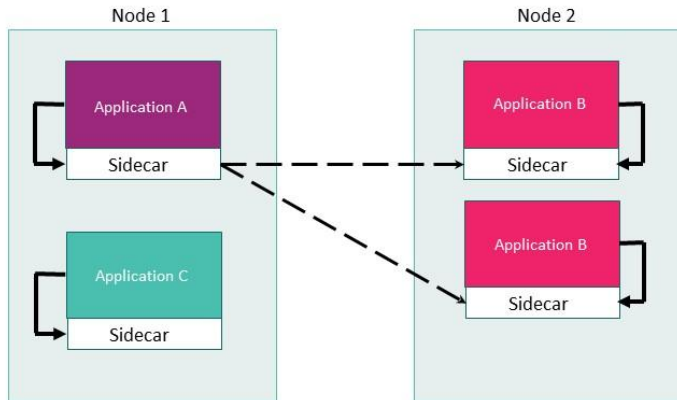 Node 1
Node 2
Application A
Sidecar
Application B
Sidecar
Application C
Sidecar
Application B
Sidecar